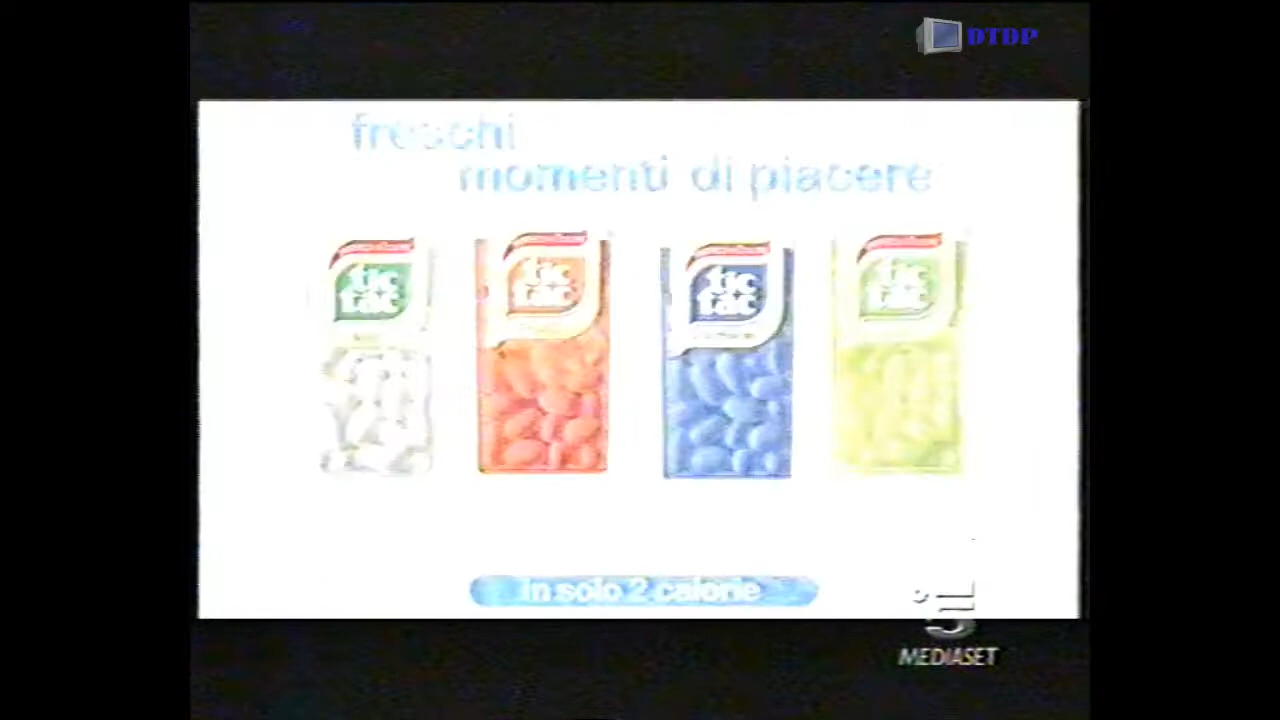 DTDP
freschi
momenti di piacere
tic tac
tic tac
tic tac
tic tac
in solo 2 calorie
5
MEDIASET